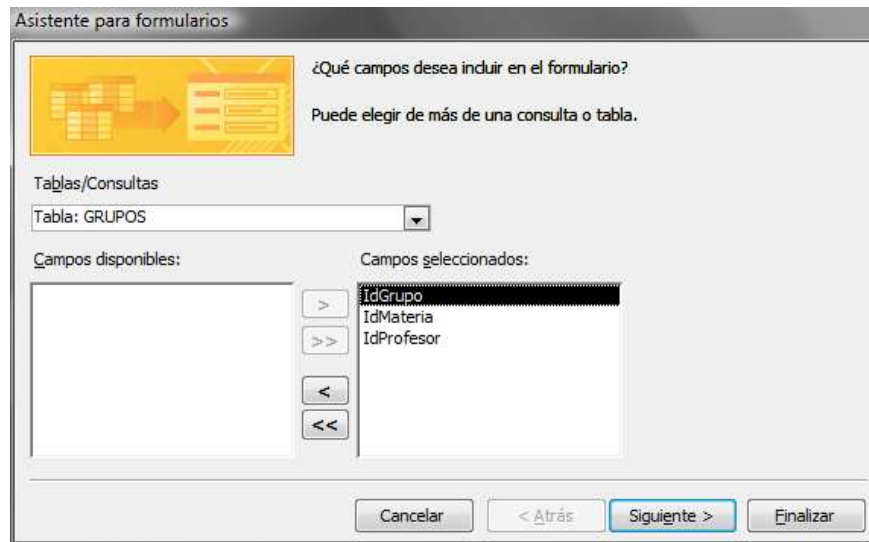 Asistente para formularios
¿Qué campos desea incluir en el formulario?
Puede elegir de más de una consulta o tabla.
Tablas/Consultas
Tabla: GRUPOS
Campos disponibles:
Campos seleccionados:
>
>>
<
<<
IdGrupo
IdMateria
IdProfesor
Cancelar
< Atrás
Siguiente >
Finalizar